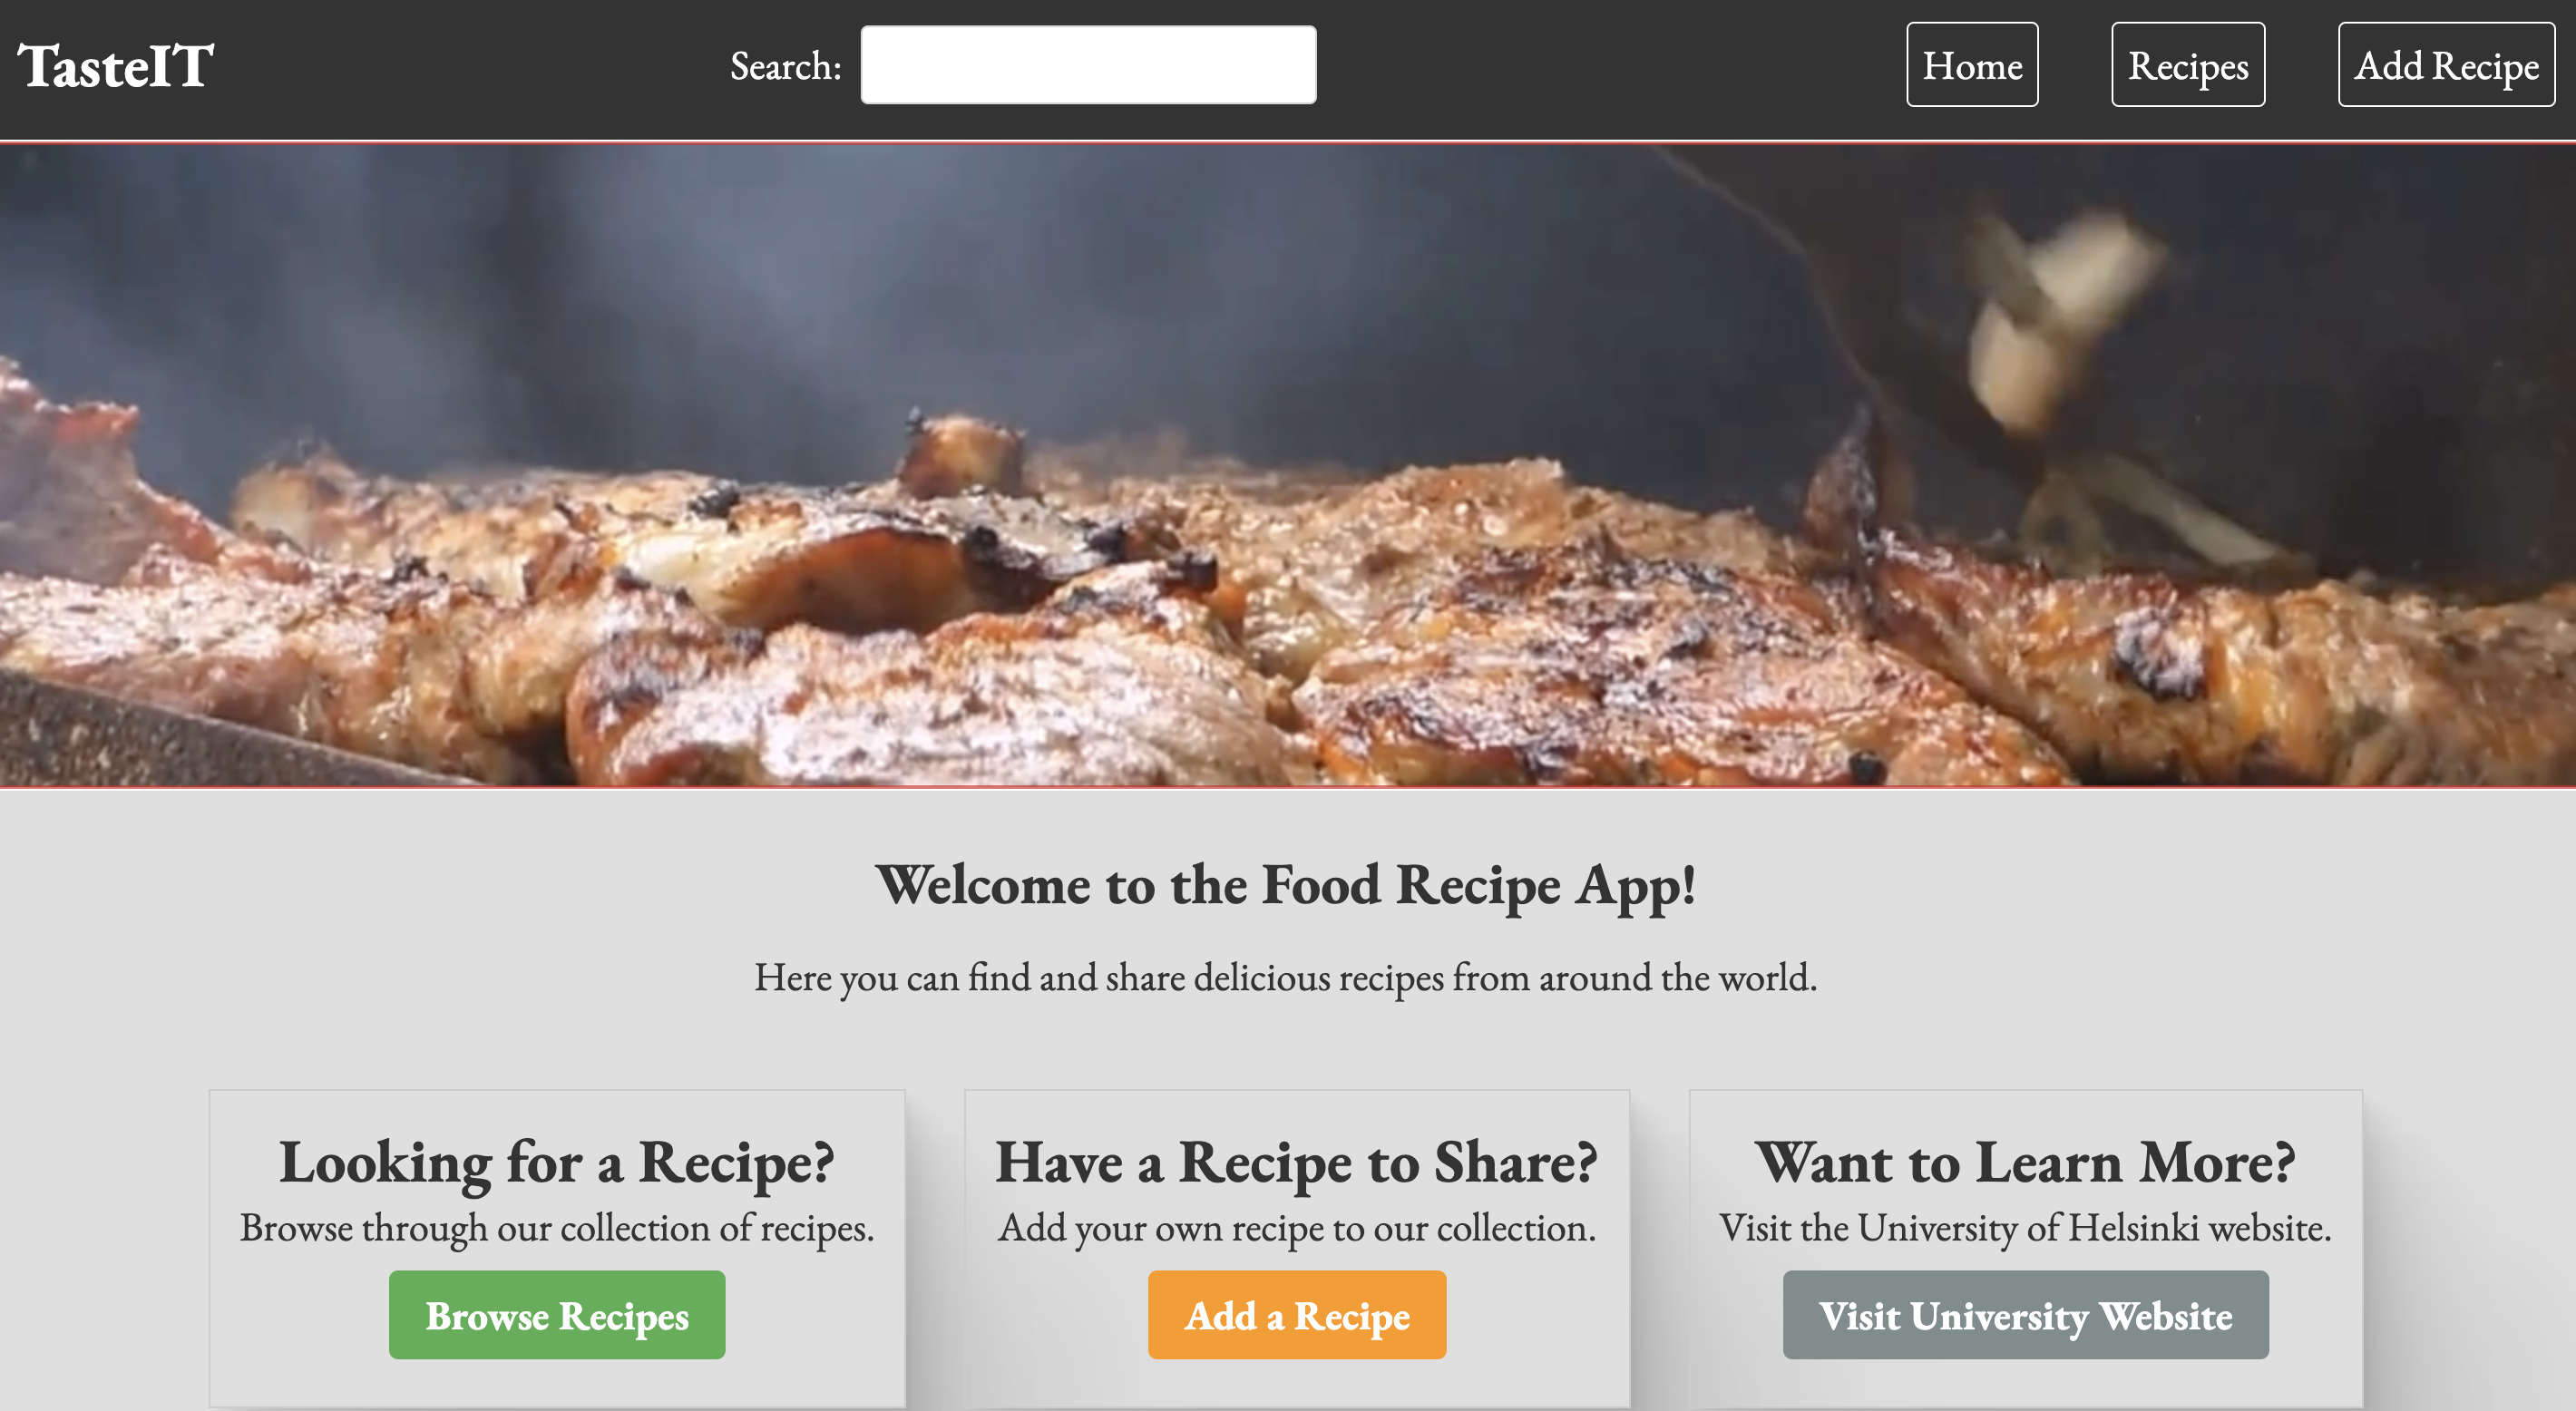 TasteIT
Search:
Home
Recipes
Add Recipe
Welcome to the Food Recipe App!
Here you can find and share delicious recipes from around the world.
Looking for a Recipe?
Browse through our collection of recipes.
Browse Recipes
Have a Recipe to Share?
Add your own recipe to our collection.
Add a Recipe
Want to Learn More?
Visit the University of Helsinki website.
Visit University Website